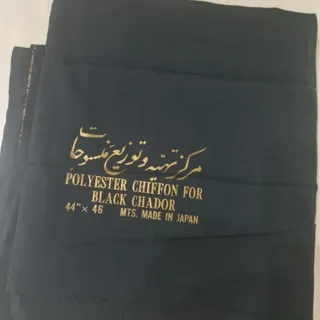 مرکز تهیه و توزیع منسوجات
POLYESTER CHIFFON FOR
BLACK CHADOR
44" × 46 MTS. MADE IN JAPAN